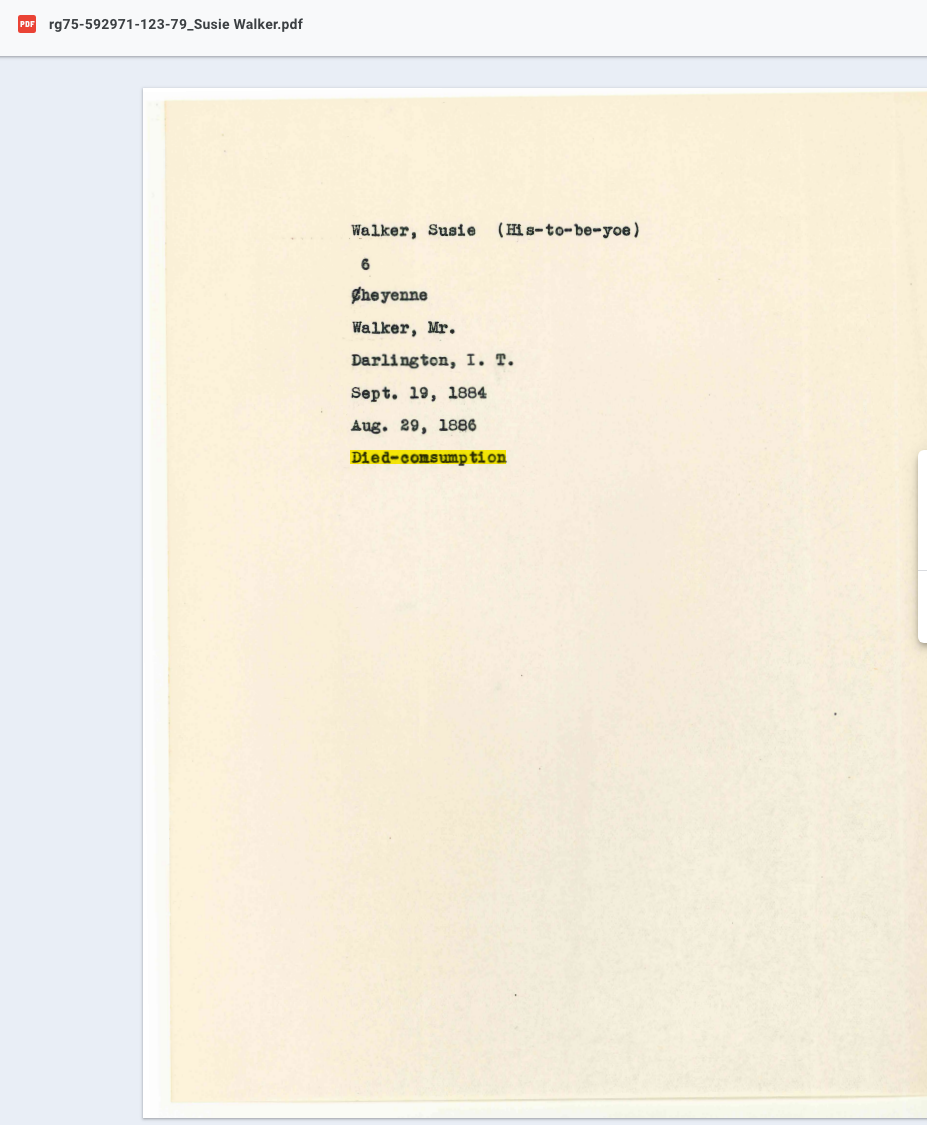 PDF rg75-592971-123-79_Susie Walker.pdf
Walker, Susie (His-to-be-yoe)
6
Cheyenne
Walker, Mr.
Darlington, I. T.
Sept. 19, 1884
Aug. 29, 1886
Died-comsumption